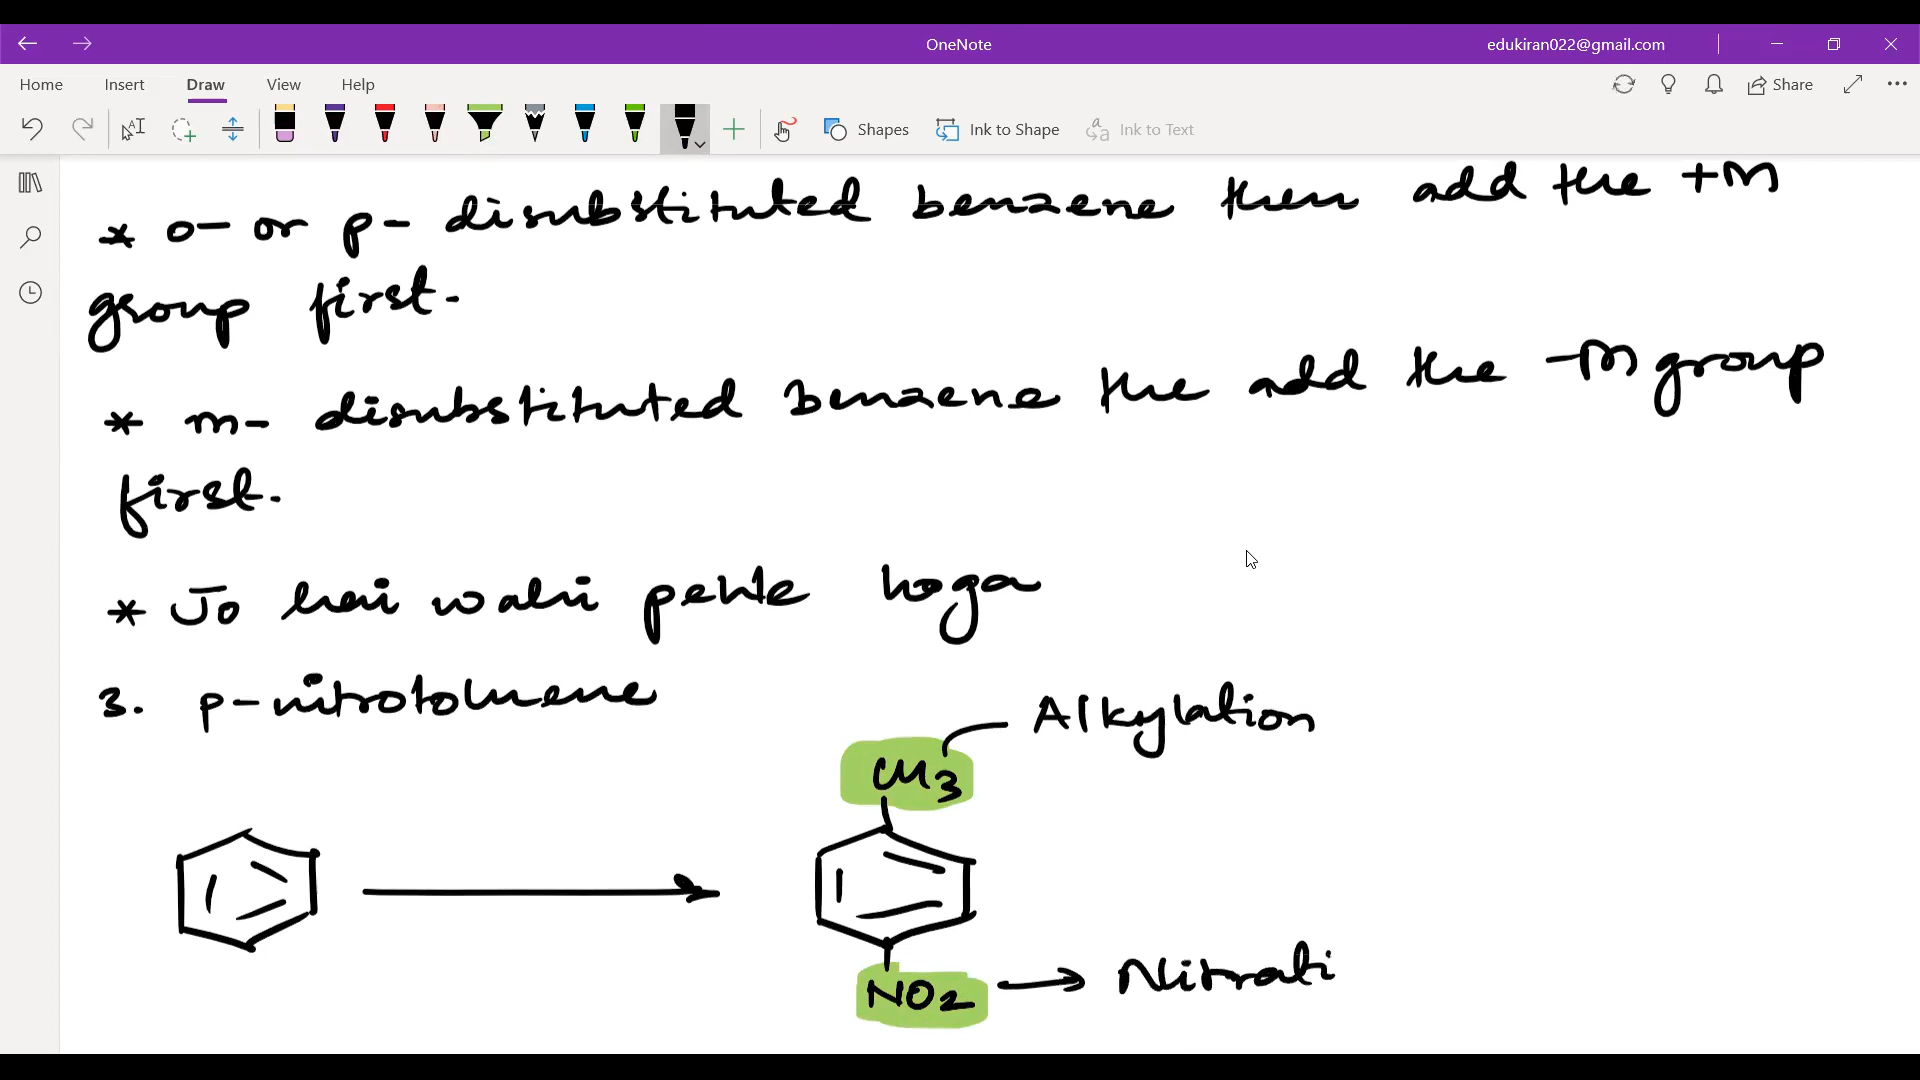 OneNote
edukiran022@gmail.com
Home Insert Draw View Help
Share
Shapes Ink to Shape Ink to Text
* o- or p- disubstituted benzene then add the +M
group first.
* m- disubstituted benzene the add the -M group
first.
* Jo hai wahi pehle hoga
3. p-nitrotoluene
Alkylation
CH3
NO2 → Nitrati